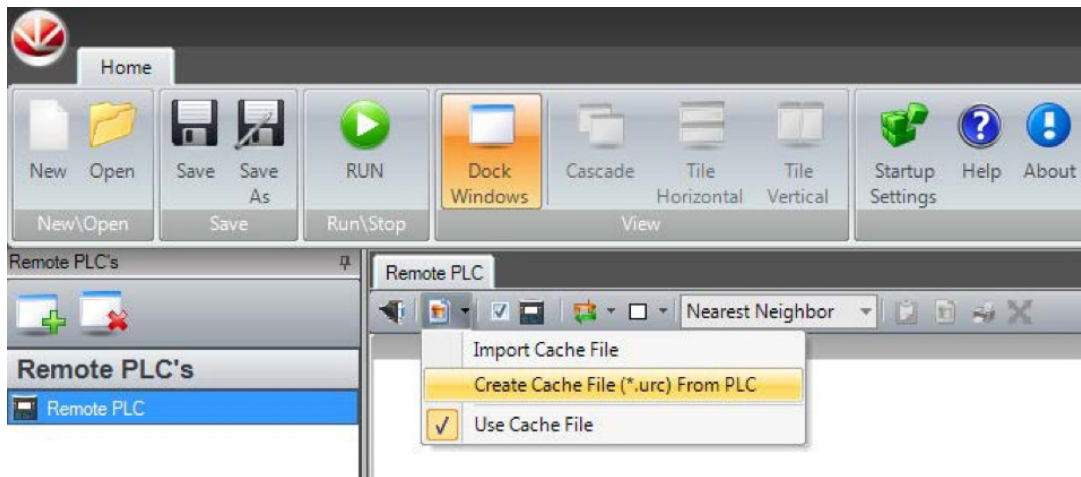 Home
New
Open
Save
Save As
RUN
Dock Windows
Cascade
Tile Horizontal
Tile Vertical
Startup Settings
Help
About
New\Open
Save
Run\Stop
View
Remote PLC's
Remote PLC
Nearest Neighbor
Import Cache File
Remote PLC's
Create Cache File (*.urc) From PLC
Remote PLC
Use Cache File